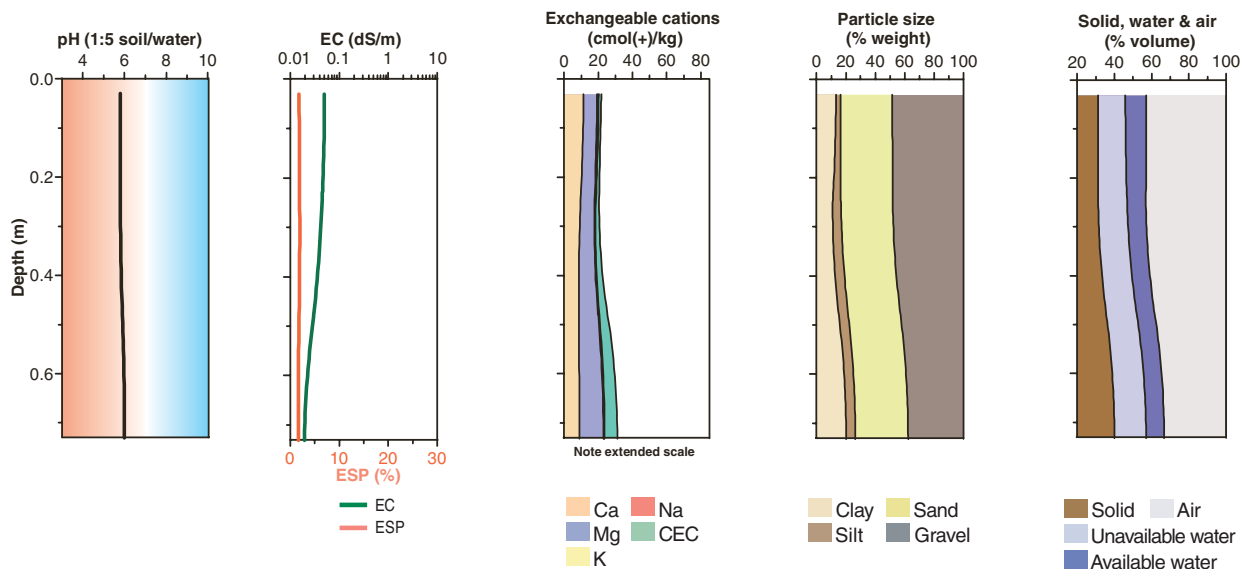 pH (1:5 soil/water)
4 6 8 10
Depth (m)
0.0
0.2
0.4
0.6
EC (dS/m)
0.01 0.1 1 10
0 10 20 30
ESP (%)
EC
ESP
Exchangeable cations
(cmol(+)/kg)
0 20 40 60 80
Note extended scale
Ca Na
Mg CEC
K
Particle size
(% weight)
0 20 40 60 80 100
Clay Sand
Silt Gravel
Solid, water & air
(% volume)
20 40 60 80 100
Solid Air
Unavailable water
Available water